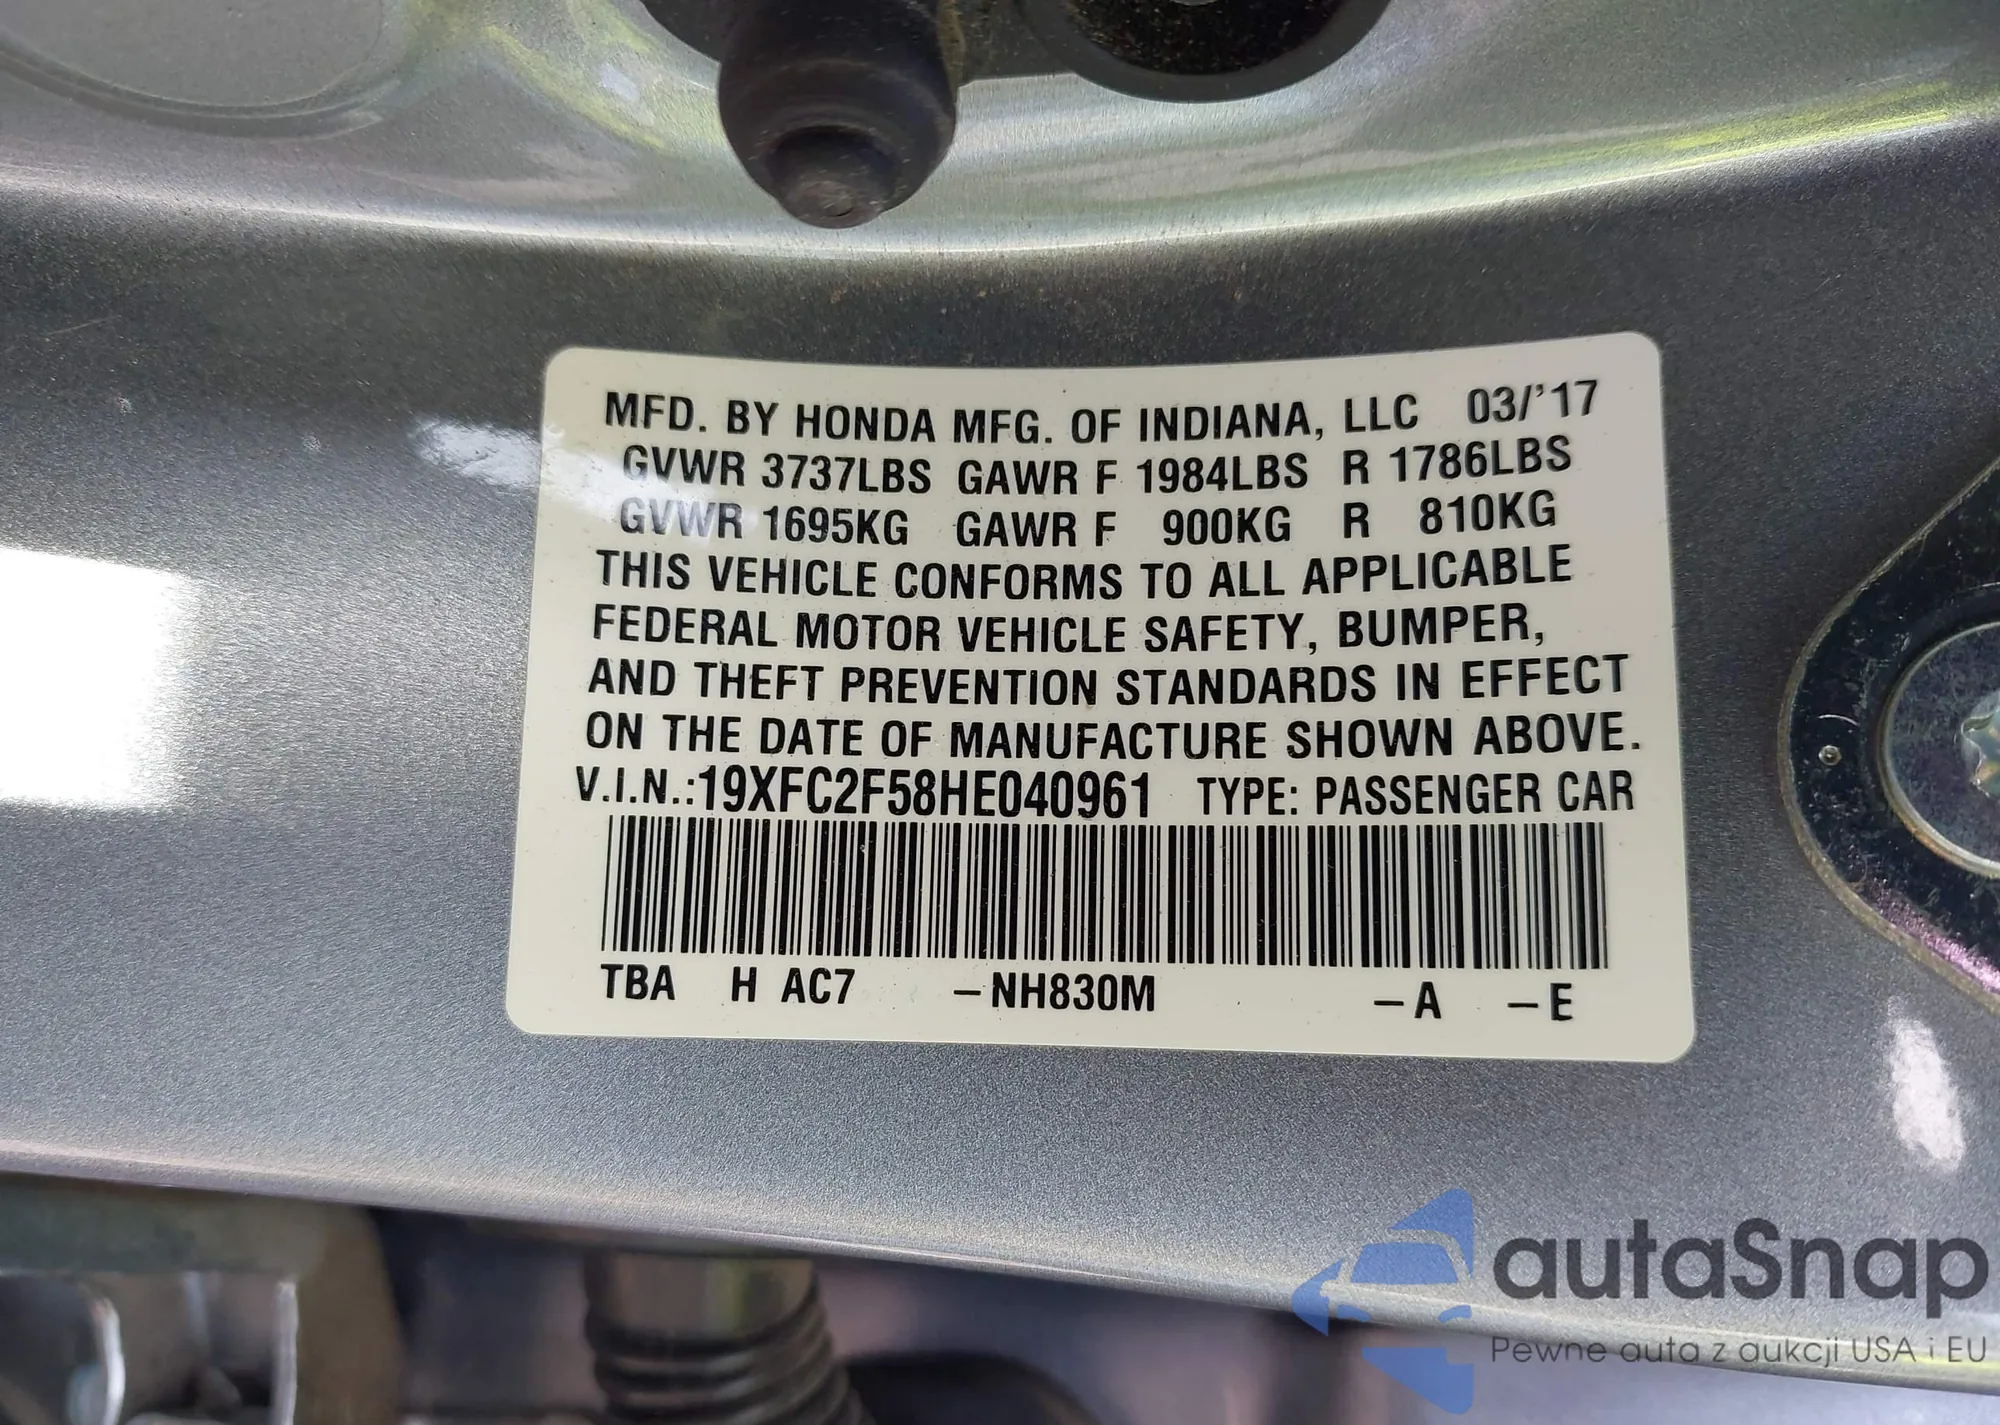 MFD. BY HONDA MFG. OF INDIANA, LLC 03/'17
GVWR 3737LBS GAWR F 1984LBS R 1786LBS
GVWR 1695KG GAWR F 900KG R 810KG
THIS VEHICLE CONFORMS TO ALL APPLICABLE
FEDERAL MOTOR VEHICLE SAFETY, BUMPER,
AND THEFT PREVENTION STANDARDS IN EFFECT
ON THE DATE OF MANUFACTURE SHOWN ABOVE.
V.I.N.:19XFC2F58HE040961 TYPE: PASSENGER CAR
TBA H AC7 –NH830M –A –E
autaSnap
Pewne auta z aukcji USA i EU